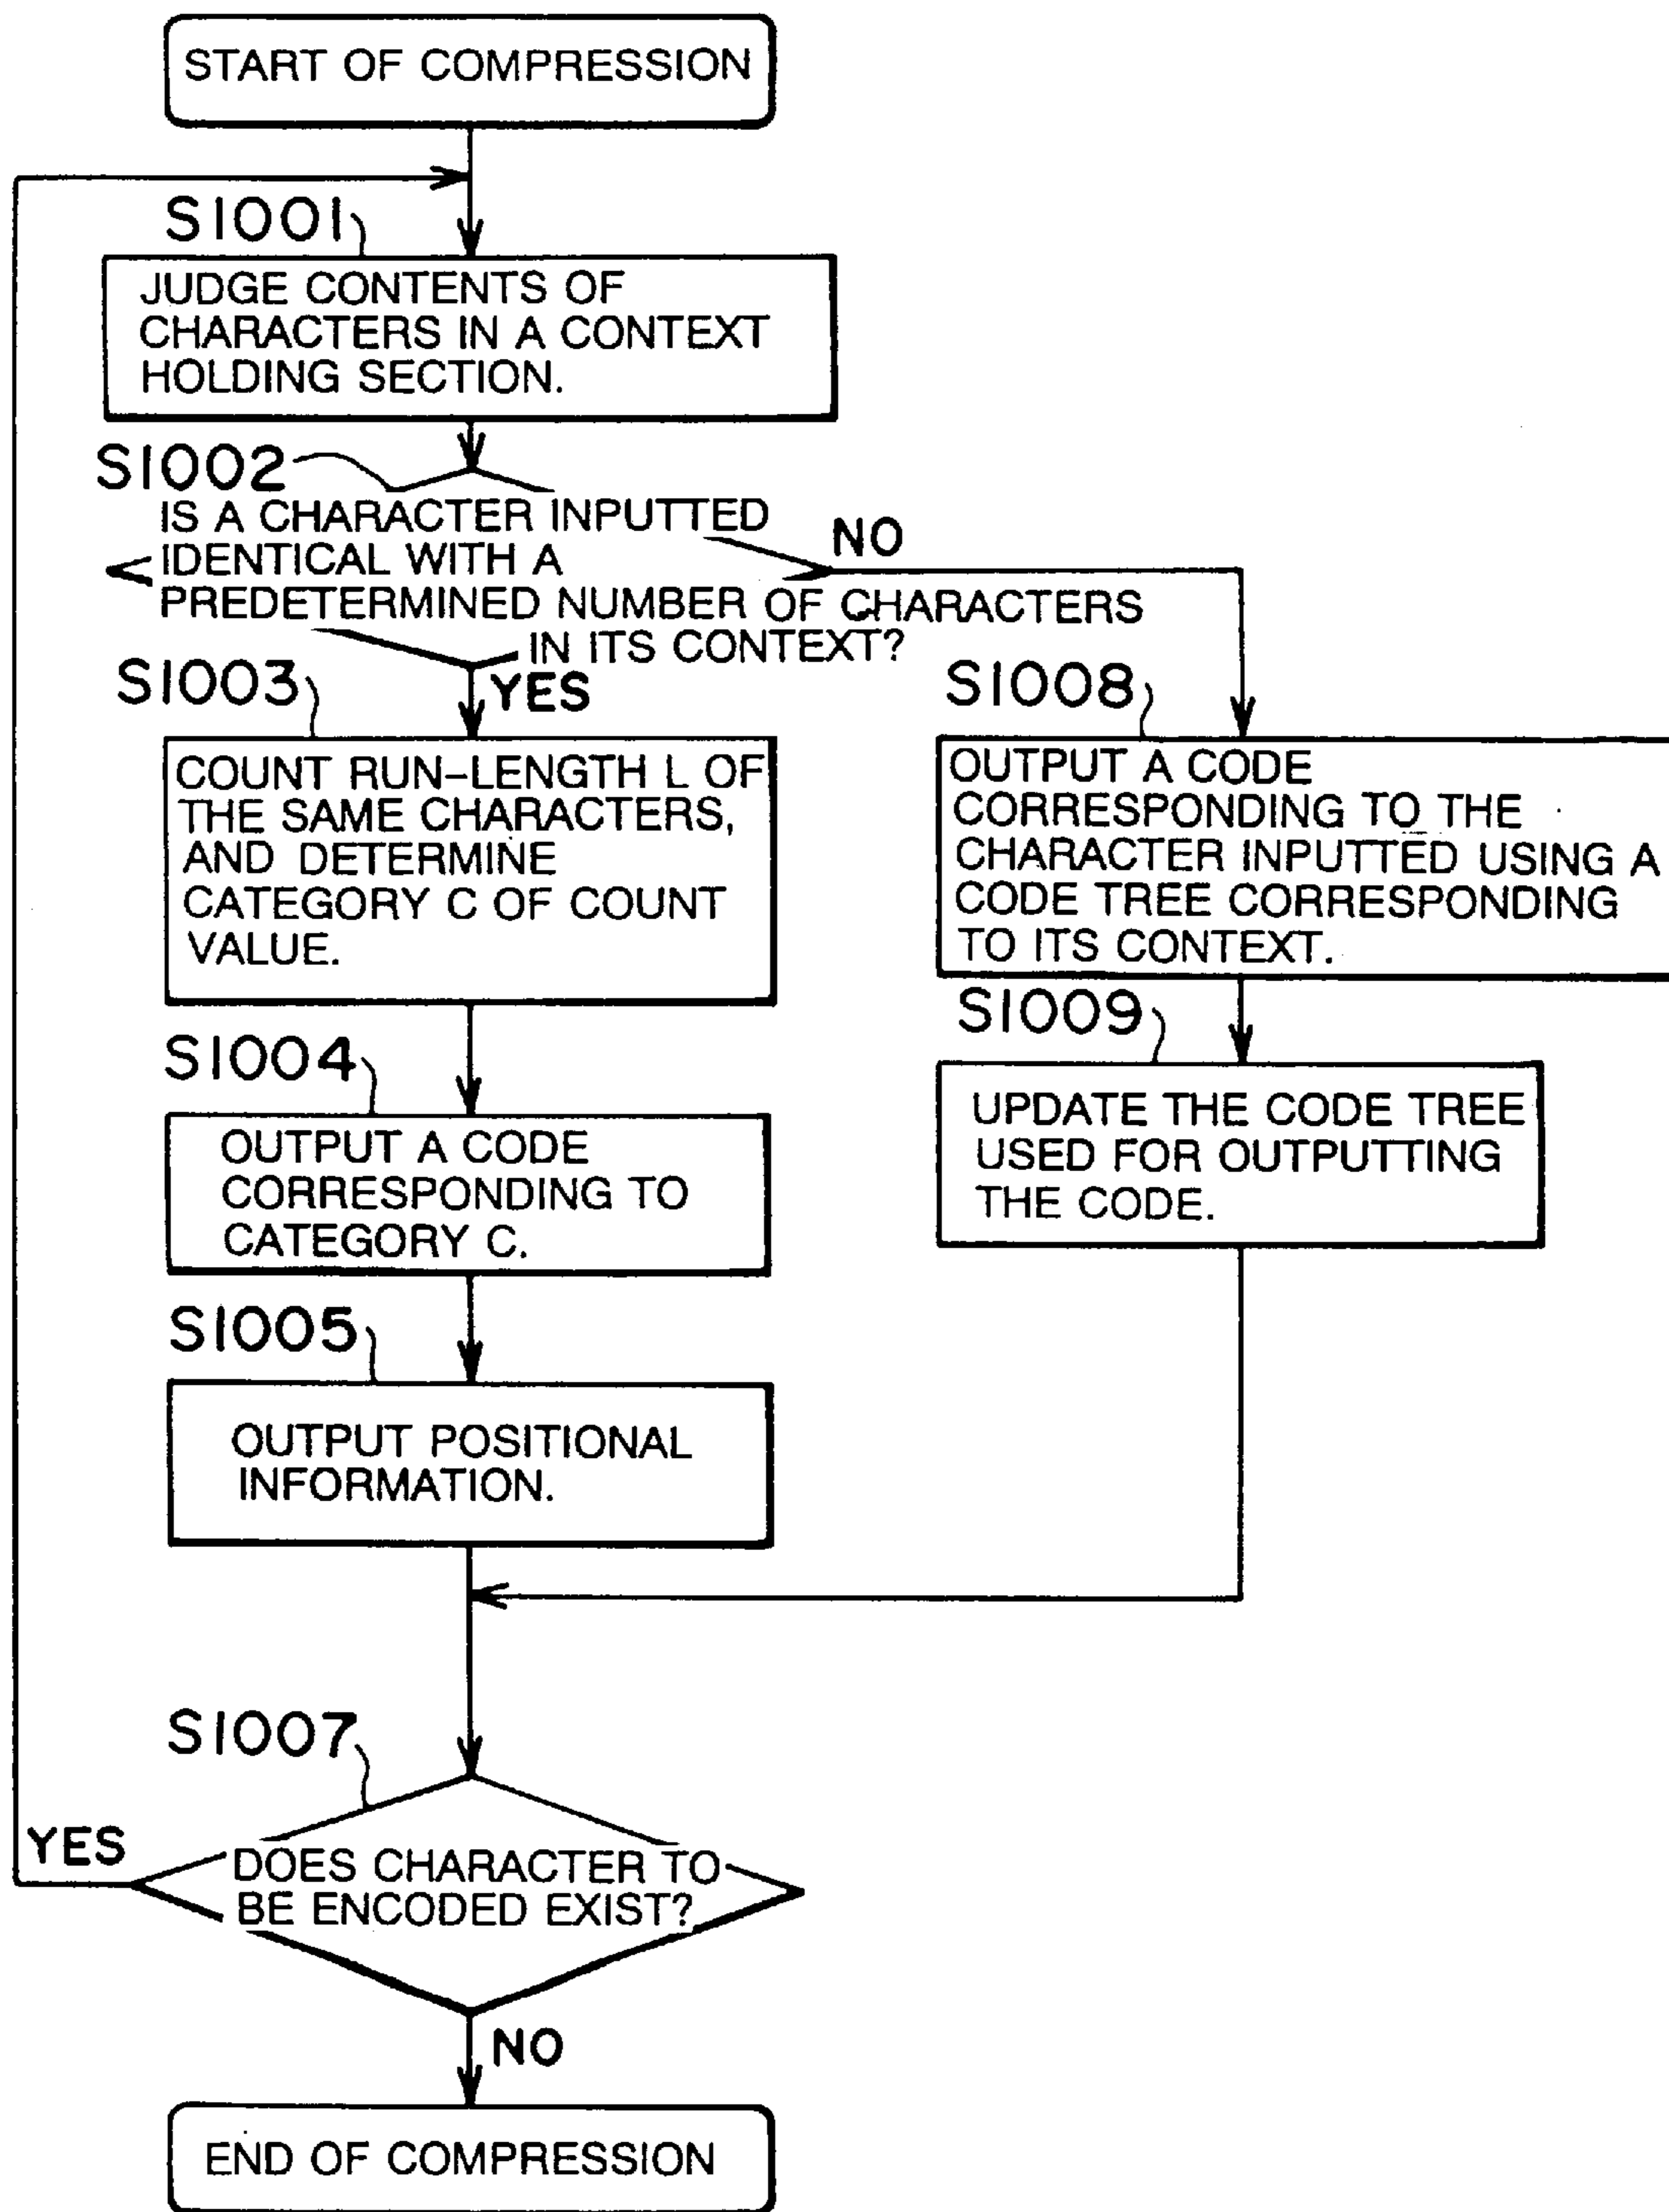 START OF COMPRESSION
S1001
JUDGE CONTENTS OF
CHARACTERS IN A CONTEXT
HOLDING SECTION.
S1002
IS A CHARACTER INPUTTED
IDENTICAL WITH A
PREDETERMINED NUMBER OF CHARACTERS
IN ITS CONTEXT?
NO
YES
S1003
COUNT RUN-LENGTH L OF
THE SAME CHARACTERS,
AND DETERMINE
CATEGORY C OF COUNT
VALUE.
S1008
OUTPUT A CODE
CORRESPONDING TO THE
CHARACTER INPUTTED USING A
CODE TREE CORRESPONDING
TO ITS CONTEXT.
S1004
OUTPUT A CODE
CORRESPONDING TO
CATEGORY C.
S1009
UPDATE THE CODE TREE
USED FOR OUTPUTTING
THE CODE.
S1005
OUTPUT POSITIONAL
INFORMATION.
S1007
YES
DOES CHARACTER TO
BE ENCODED EXIST?
NO
END OF COMPRESSION